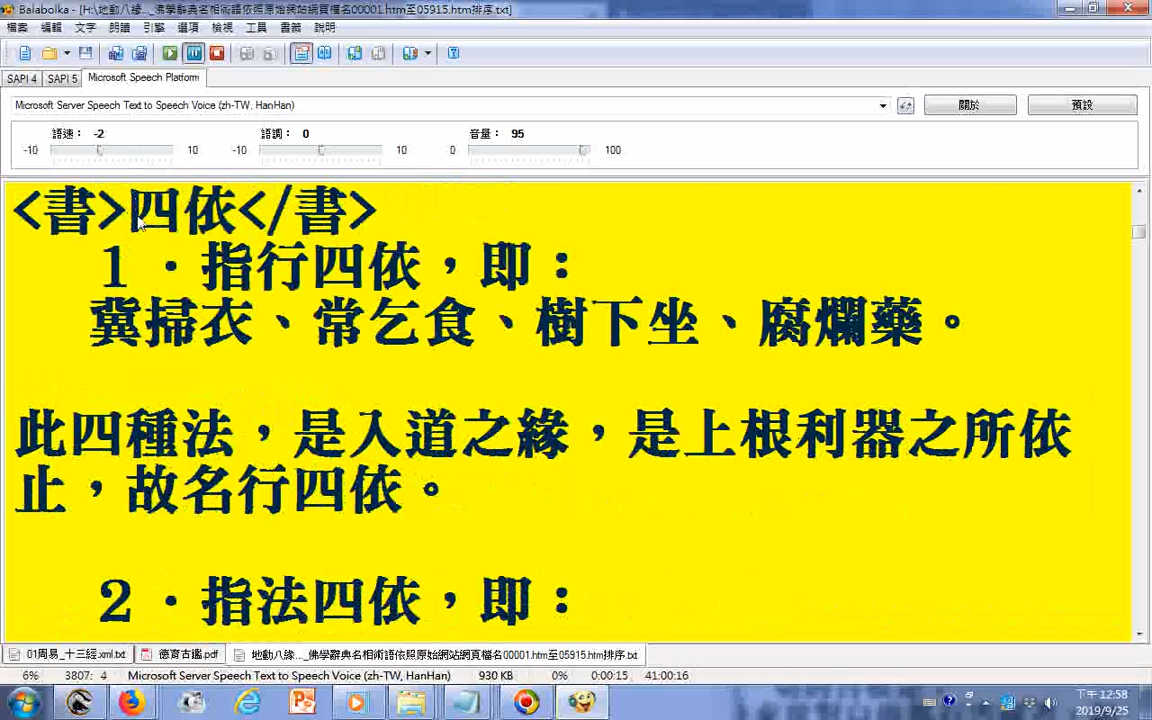 Balabolka - [H:\地動八緣..._佛學辭典名相術語依照原始網站網頁檔名00001.htm至05915.htm排序.txt]
檔案 編輯 文字 朗讀 引擎 選項 檢視 工具 書籤 說明
SAPI 4 SAPI 5 Microsoft Speech Platform
Microsoft Server Speech Text to Speech Voice (zh-TW, HanHan) 關於 預設
語速: -2 語調: 0 音量: 95
-10 10 -10 10 0 100
<書>四依</書>
1．指行四依，即：
糞掃衣、常乞食、樹下坐、腐爛藥。
此四種法，是入道之緣，是上根利器之所依
止，故名行四依。
2．指法四依，即：
01周易_十三經.xml.txt 德育古鑑.pdf 地動八緣..._佛學辭典名相術語依照原始網站網頁檔名00001.htm至05915.htm排序.txt
6% 3807: 4 Microsoft Server Speech Text to Speech Voice (zh-TW, HanHan) 930 KB 0% 0:00:15 41:00:16
下午 12:58
2019/9/25